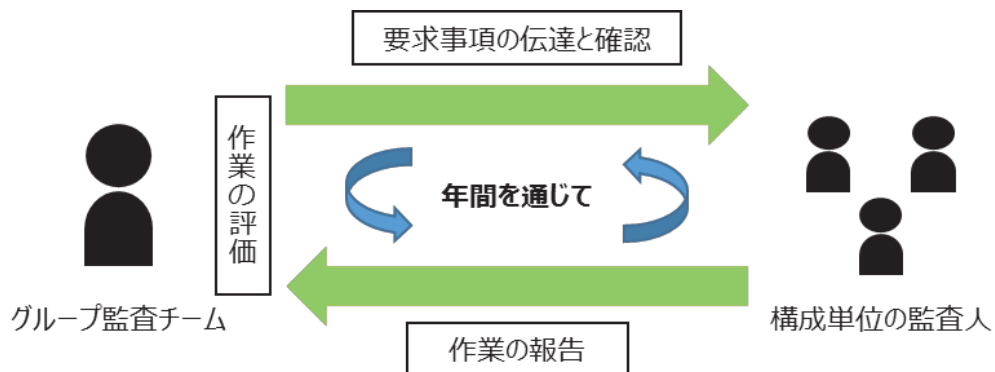 要求事項の伝達と確認
作業の評価
年間を通じて
グループ監査チーム
構成単位の監査人
作業の報告